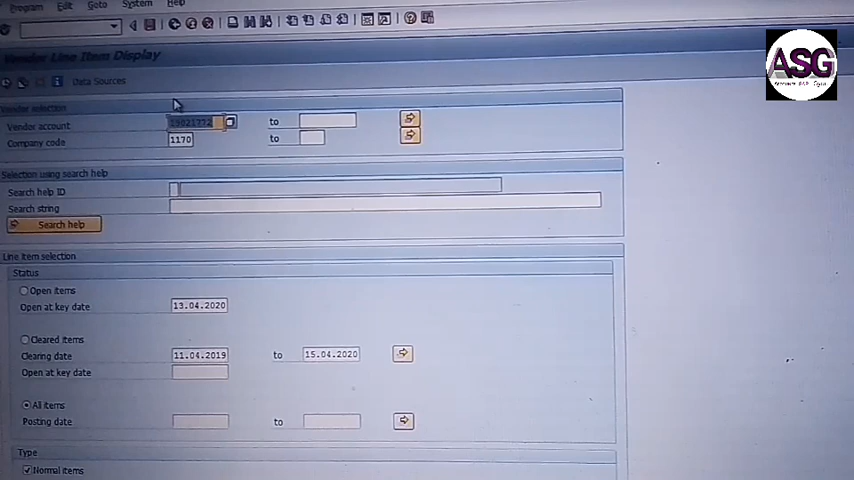 Program Edit Goto System Help
Vendor Line Item Display
Data Sources
Vendor selection
Vendor account 15021772 to
Company code 1170 to
Selection using search help
Search help ID
Search string
Search help
Line item selection
Status
Open items
Open at key date 13.04.2020
Cleared items
Clearing date 11.04.2019 to 15.04.2020
Open at key date
All items
Posting date to
Type
Normal items
ASG